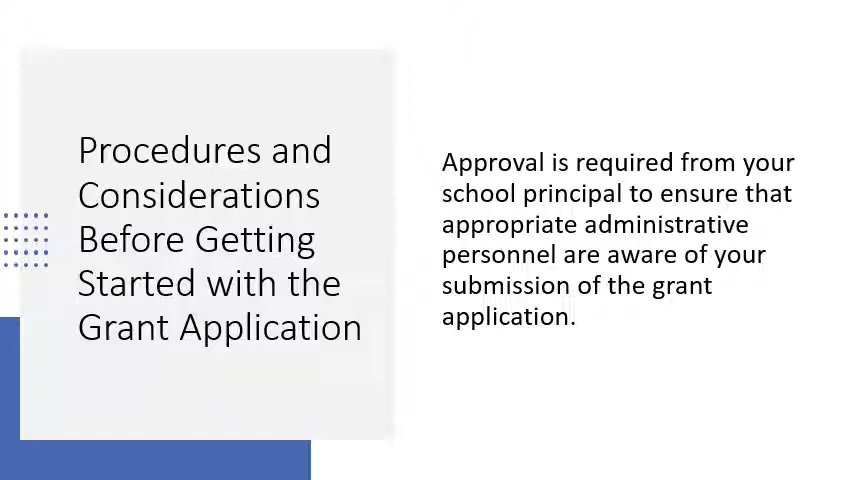 Procedures and
Considerations
Before Getting
Started with the
Grant Application
Approval is required from your
school principal to ensure that
appropriate administrative
personnel are aware of your
submission of the grant
application.